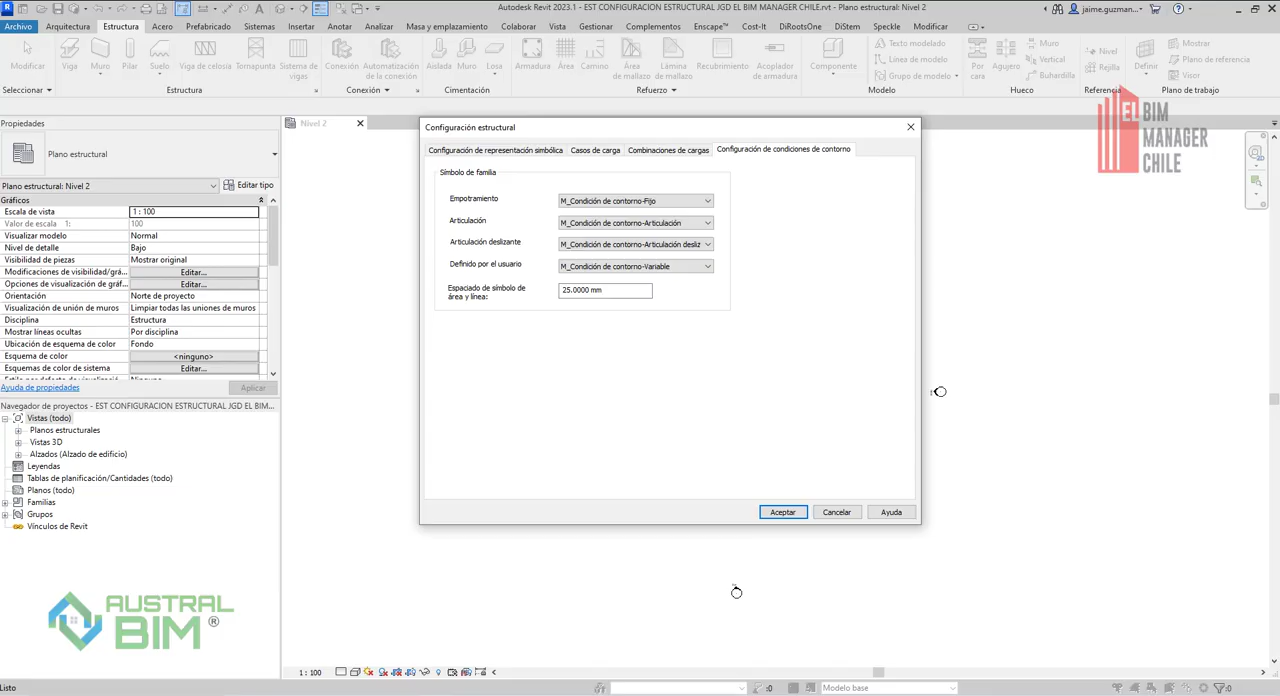 Autodesk Revit 2023.1 - EST CONFIGURACION ESTRUCTURAL JGD EL BIM MANAGER CHILE.rvt - Plano estructural: Nivel 2
jaime.guzman...
Archivo Arquitectura Estructura Acero Prefabricado Sistemas Insertar Anotar Analizar Masa y emplazamiento Colaborar Vista Gestionar Complementos Enscape™ Cost-It DiRootsOne DiStem Speckle Modificar
Modificar Viga Muro Pilar Suelo Viga de celosía Tornapunta Sistema de vigas Conexión Automatización de la conexión Aislada Muro Losa Armadura Área Camino Área de mallazo Lámina de mallazo Recubrimiento Acoplador de armadura Componente
Texto modelado
Línea de modelo
Grupo de modelo
Por cara Agujero
Muro
Vertical
Buhardilla
Nivel
Rejilla
Definir
Mostrar
Plano de referencia
Visor
Seleccionar Estructura Conexión Cimentación Refuerzo Modelo Hueco Referencia Plano de trabajo
EL BIM
MANAGER
CHILE
Propiedades
Plano estructural
Plano estructural: Nivel 2 Editar tipo
Gráficos
Escala de vista 1 : 100
Valor de escala 1: 100
Visualizar modelo Normal
Nivel de detalle Bajo
Visibilidad de piezas Mostrar original
Modificaciones de visibilidad/grá... Editar...
Opciones de visualización de gráf... Editar...
Orientación Norte de proyecto
Visualización de unión de muros Limpiar todas las uniones de muros
Disciplina Estructura
Mostrar líneas ocultas Por disciplina
Ubicación de esquema de color Fondo
Esquema de color <ninguno>
Esquemas de color de sistema Editar...
Estilo por defecto de visualizació... Ninguno
Ayuda de propiedades Aplicar
Navegador de proyectos - EST CONFIGURACION ESTRUCTURAL JGD EL BIM...
Vistas (todo)
Planos estructurales
Vistas 3D
Alzados (Alzado de edificio)
Leyendas
Tablas de planificación/Cantidades (todo)
Planos (todo)
Familias
Grupos
Vínculos de Revit
AUSTRAL
BIM ®
Nivel 2
Configuración estructural
Configuración de representación simbólica Casos de carga Combinaciones de cargas Configuración de condiciones de contorno
Símbolo de familia
Empotramiento M_Condición de contorno-Fijo
Articulación M_Condición de contorno-Articulación
Articulación deslizante M_Condición de contorno-Articulación desliz
Definido por el usuario M_Condición de contorno-Variable
Espaciado de símbolo de
área y línea: 25.0000 mm
Aceptar Cancelar Ayuda
1 : 100
Listo :0 Modelo base :0